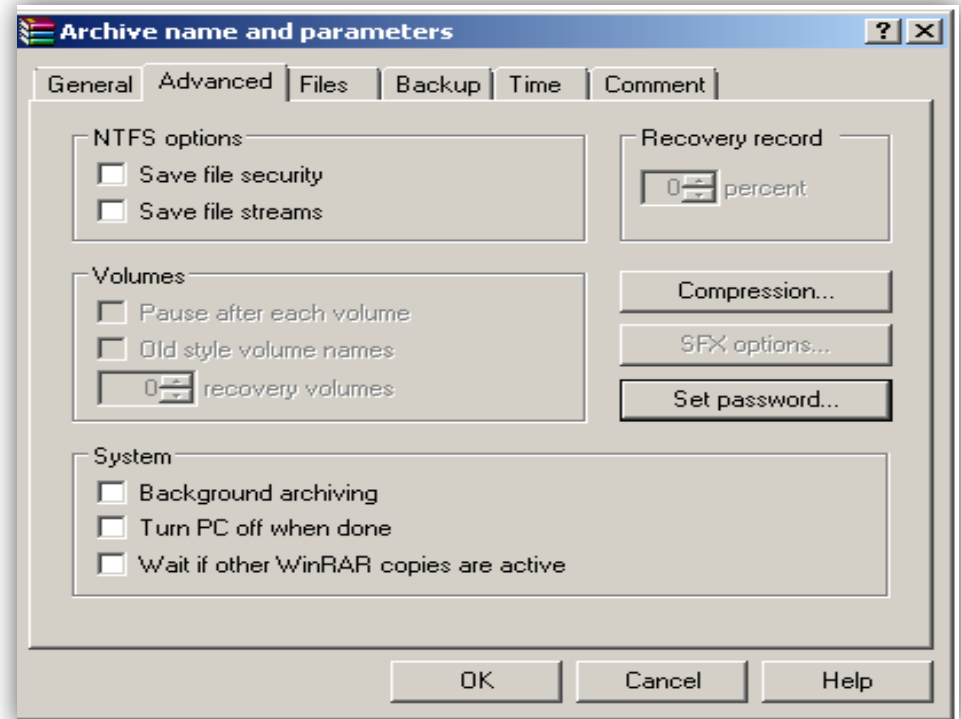 Archive name and parameters
General Advanced Files Backup Time Comment
NTFS options
Save file security
Save file streams
Recovery record
0 percent
Volumes
Pause after each volume
Old style volume names
0 recovery volumes
Compression...
SFX options...
Set password...
System
Background archiving
Turn PC off when done
Wait if other WinRAR copies are active
OK Cancel Help